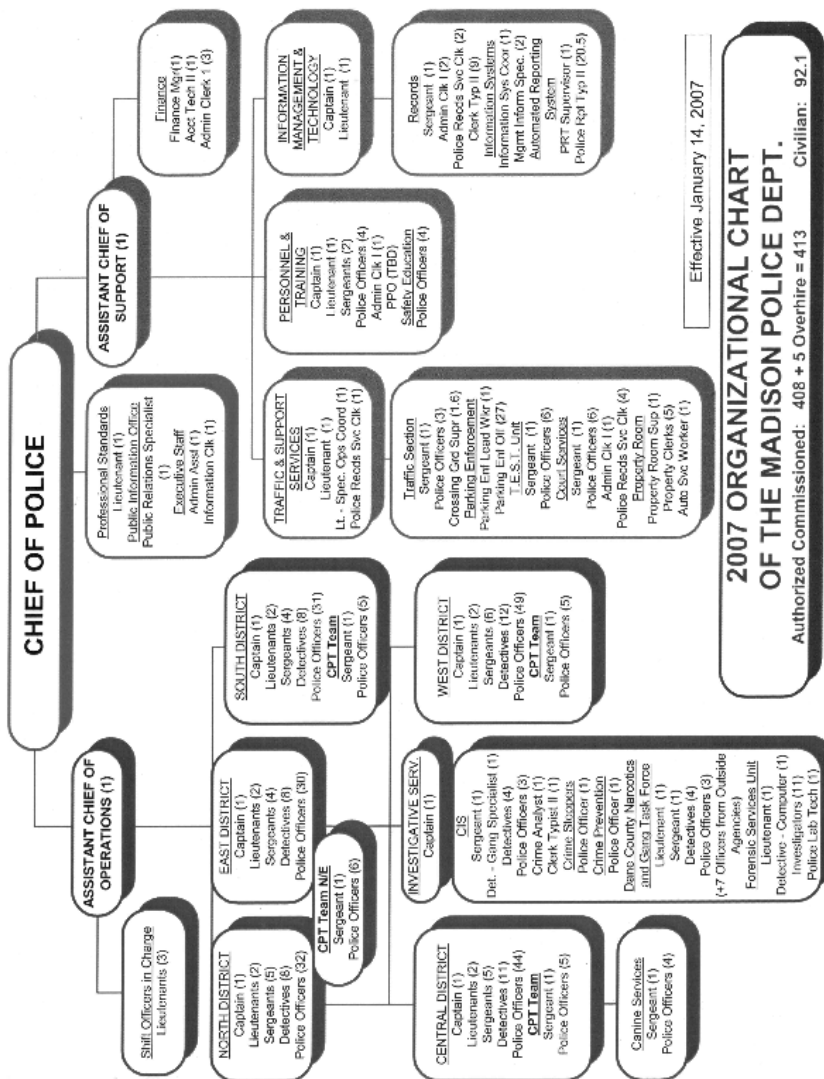 CHIEF OF POLICE
ASSISTANT CHIEF OF
OPERATIONS (1)
Shift Officers in Charge
Lieutenants (3)
NORTH DISTRICT
Captain (1)
Lieutenants (2)
Sergeants (5)
Detectives (8)
Police Officers (32)
EAST DISTRICT
Captain (1)
Lieutenants (2)
Sergeants (4)
Detectives (8)
Police Officers (30)
CPT Team N/E
Sergeant (1)
Police Officers (6)
SOUTH DISTRICT
Captain (1)
Lieutenants (2)
Sergeants (4)
Detectives (8)
Police Officers (31)
CPT Team
Sergeant (1)
Police Officers (5)
CENTRAL DISTRICT
Captain (1)
Lieutenants (2)
Sergeants (5)
Detectives (11)
Police Officers (44)
CPT Team
Sergeant (1)
Police Officers (5)
Canine Services
Sergeant (1)
Police Officers (4)
INVESTIGATIVE SERV.
Captain (1)
CIS
Sergeant (1)
Det. - Gang Specialist (1)
Detectives (4)
Police Officers (3)
Crime Analyst (1)
Clerk Typist II (1)
Crime Stoppers
Police Officer (1)
Crime Prevention
Police Officer (1)
Dane County Narcotics
and Gang Task Force
Lieutenant (1)
Sergeant (1)
Detectives (4)
Police Officers (3)
(+7 Officers from Outside
Agencies)
Forensic Services Unit
Lieutenant (1)
Detective - Computer (1)
Investigators (11)
Police Lab Tech (1)
WEST DISTRICT
Captain (1)
Lieutenants (2)
Sergeants (6)
Detectives (12)
Police Officers (49)
CPT Team
Sergeant (1)
Police Officers (5)
Professional Standards
Lieutenant (1)
Public Information Office
Public Relations Specialist
(1)
Executive Staff
Admin Asst (1)
Information Clk (1)
ASSISTANT CHIEF OF
SUPPORT (1)
Finance
Finance Mgr(1)
Acct Tech II (1)
Admin Clerk 1 (3)
TRAFFIC & SUPPORT
SERVICES
Captain (1)
Lieutenant (1)
Lt. - Spec. Ops Coord (1)
Police Recds Svc Clk (1)
Traffic Section
Sergeant (1)
Police Officers (3)
Crossing Grd Supr (1.6)
Parking Enforcement
Parking Enf Lead Wkr (1)
Parking Enf Off (27)
T.E.S.T. Unit
Sergeant (1)
Police Officers (6)
Court Services
Sergeant (1)
Police Officers (6)
Admin Clk I (1)
Police Recds Svc Clk (4)
Property Room
Property Room Sup (1)
Property Clerks (5)
Auto Svc Worker (1)
PERSONNEL &
TRAINING
Captain (1)
Lieutenant (1)
Sergeants (2)
Police Officers (4)
Admin Clk I (1)
PPO (TBD)
Safety Education
Police Officers (4)
INFORMATION
MANAGEMENT &
TECHNOLOGY
Captain (1)
Lieutenant (1)
Records
Sergeant (1)
Admin Clk I (2)
Police Recds Svc Clk (2)
Clerk Typ II (9)
Information Systems
Information Sys Coor (1)
Mgmt Inform Spec. (2)
Automated Reporting
System
PRT Supervisor (1)
Police Rpt Typ II (20.5)
Effective January 14, 2007
2007 ORGANIZATIONAL CHART
OF THE MADISON POLICE DEPT.
Authorized Commissioned: 408 + 5 Overhire = 413 Civilian: 92.1